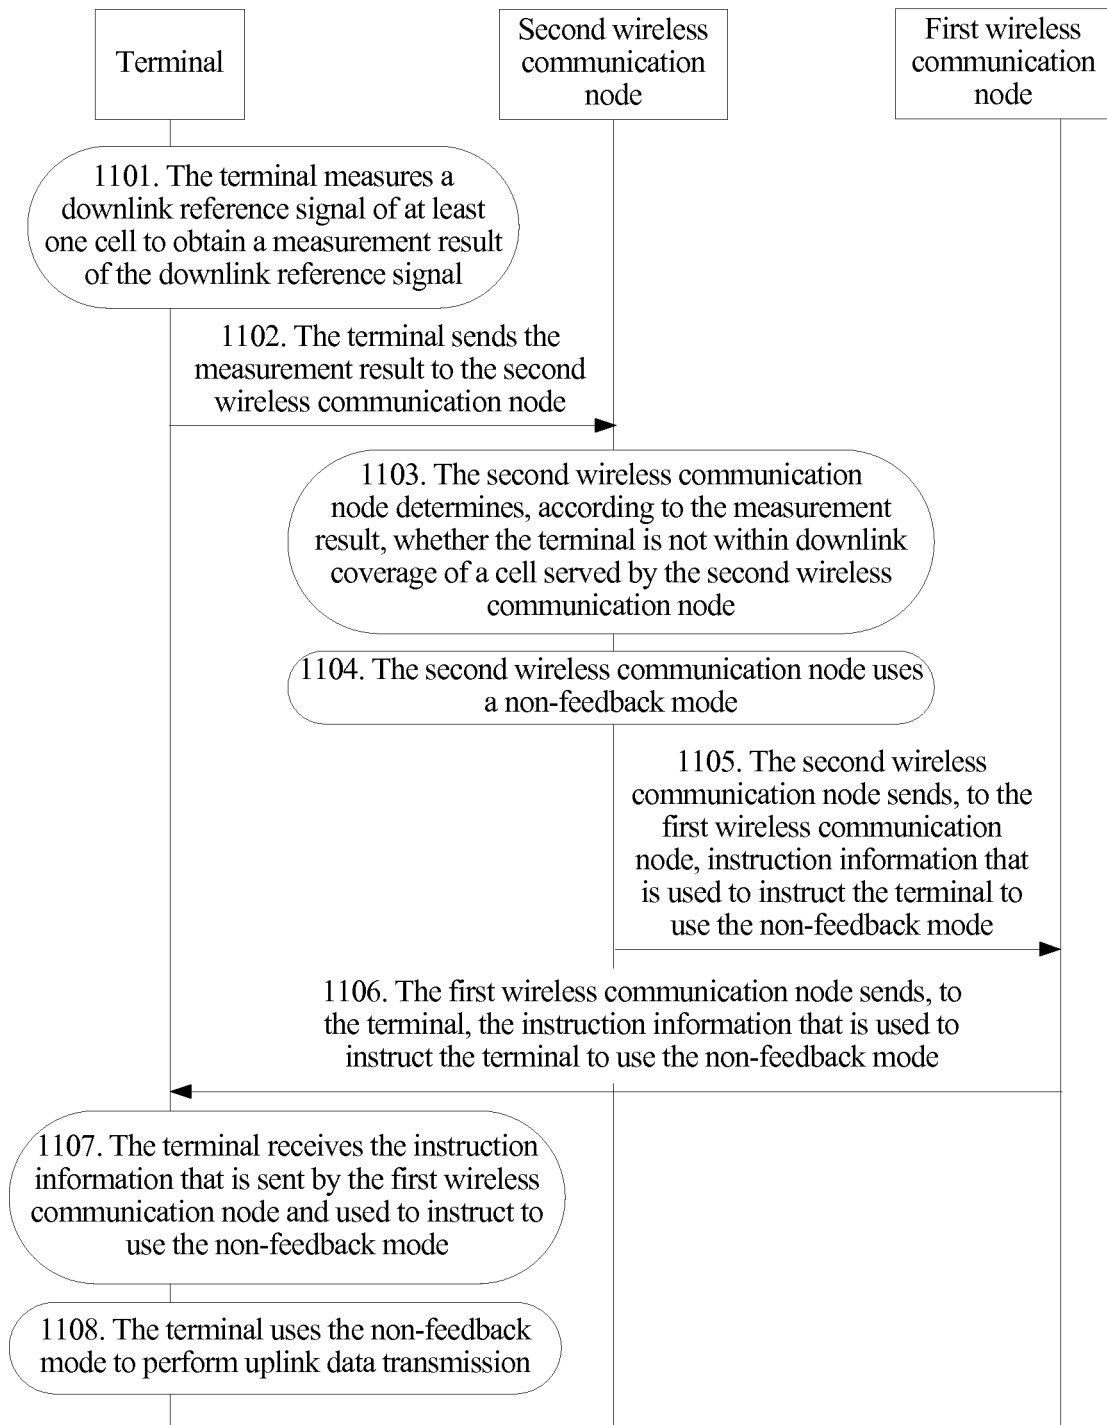 Terminal
Second wireless
communication
node
First wireless
communication
node
1101. The terminal measures a
downlink reference signal of at least
one cell to obtain a measurement result
of the downlink reference signal
1102. The terminal sends the
measurement result to the second
wireless communication node
1103. The second wireless communication
node determines, according to the measurement
result, whether the terminal is not within downlink
coverage of a cell served by the second wireless
communication node
1104. The second wireless communication node uses
a non-feedback mode
1105. The second wireless
communication node sends, to the
first wireless communication
node, instruction information that
is used to instruct the terminal to
use the non-feedback mode
1106. The first wireless communication node sends, to
the terminal, the instruction information that is used to
instruct the terminal to use the non-feedback mode
1107. The terminal receives the instruction
information that is sent by the first wireless
communication node and used to instruct to
use the non-feedback mode
1108. The terminal uses the non-feedback
mode to perform uplink data transmission